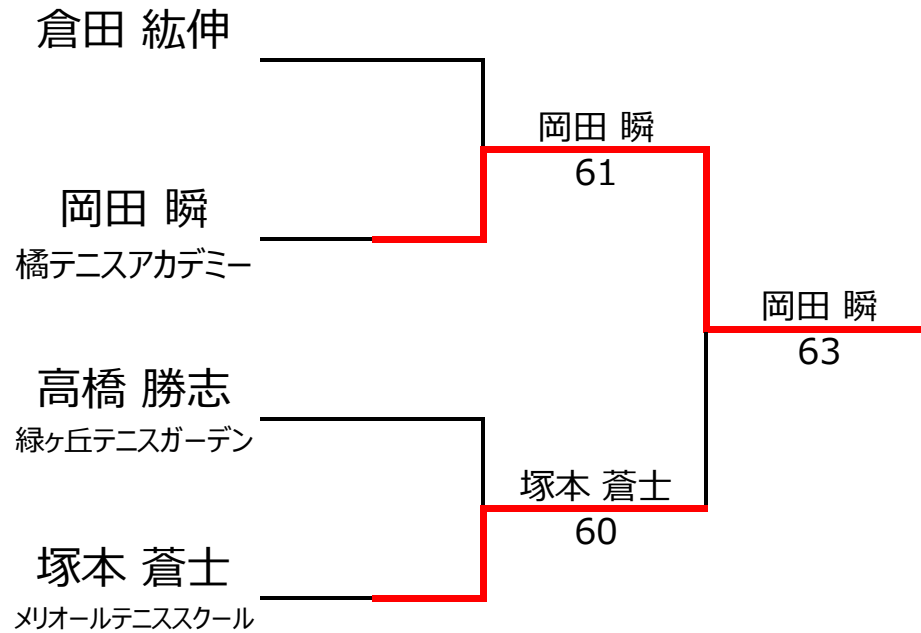 倉田 紘伸
岡田 瞬
61
岡田 瞬
橘テニスアカデミー
岡田 瞬
63
高橋 勝志
緑ヶ丘テニスガーデン
塚本 蒼士
60
塚本 蒼士
メリオールテニススクール